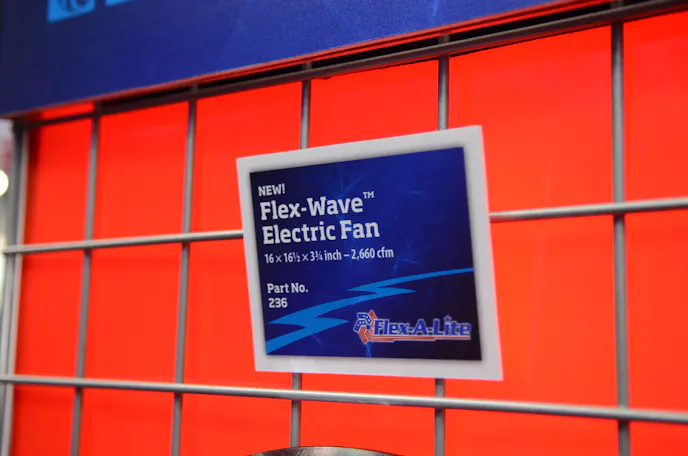 NEW!
Flex-Wave™
Electric Fan
16 × 16½ × 3¾ inch – 2,660 cfm
Part No.
236
Flex-A-Lite